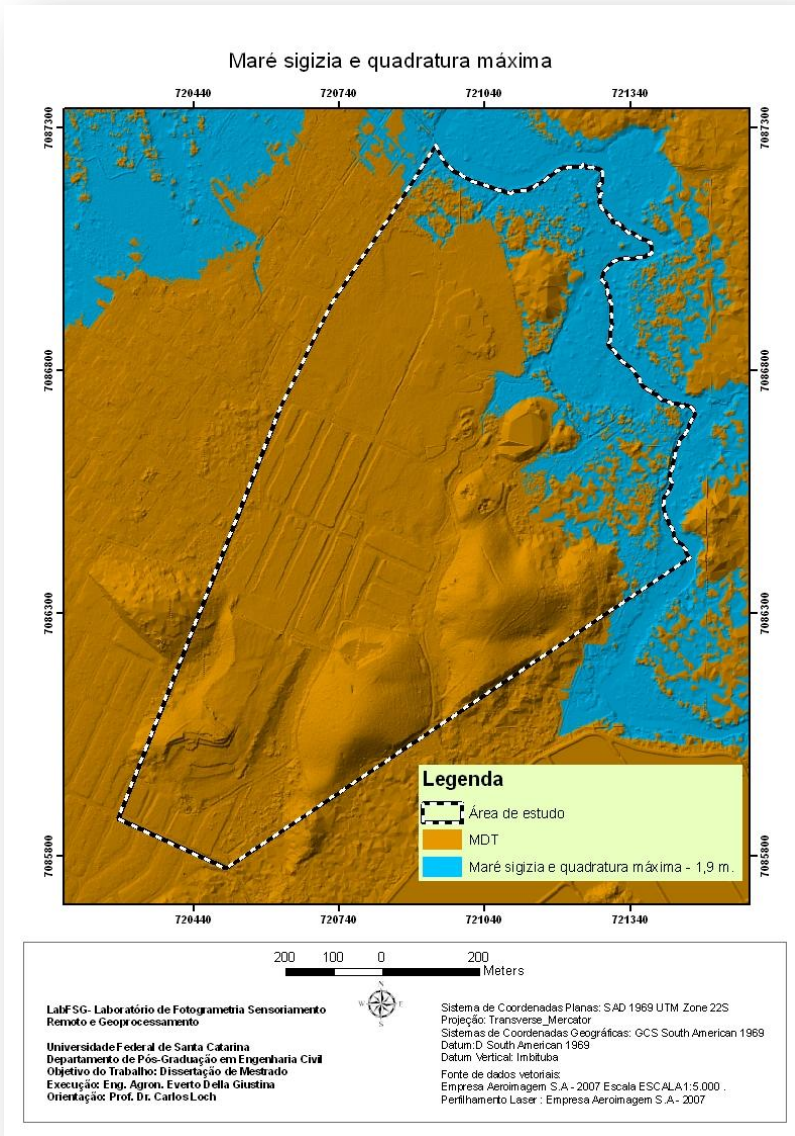 Maré sigizia e quadratura máxima
720440 720740 721040 721340
7087300 7087300
7086800 7086800
7086300 7086300
7085800 7085800
Legenda
Área de estudo
MDT
Maré sigizia e quadratura máxima - 1,9 m.
720440 720740 721040 721340
200 100 0 200
Meters
N
W E
S
LabFSG- Laboratório de Fotogrametria Sensoriamento
Remoto e Geoprocessamento
Universidade Federal de Santa Catarina
Departamento de Pós-Graduação em Engenharia Civil
Objetivo do Trabalho: Dissertação de Mestrado
Execução: Eng. Agron. Everto Della Giustina
Orientação: Prof. Dr. Carlos Loch
Sistema de Coordenadas Planas: SAD 1969 UTM Zone 22S
Projeção: Transverse_Mercator
Sistemas de Coordenadas Geográficas: GCS South American 1969
Datum:D South American 1969
Datum Vertical: Imbituba
Fonte de dados vetoriais:
Empresa Aeroimagem S.A - 2007 Escala ESCALA1:5.000 .
Perfilhamento Laser : Empresa Aeroimagem S.A - 2007